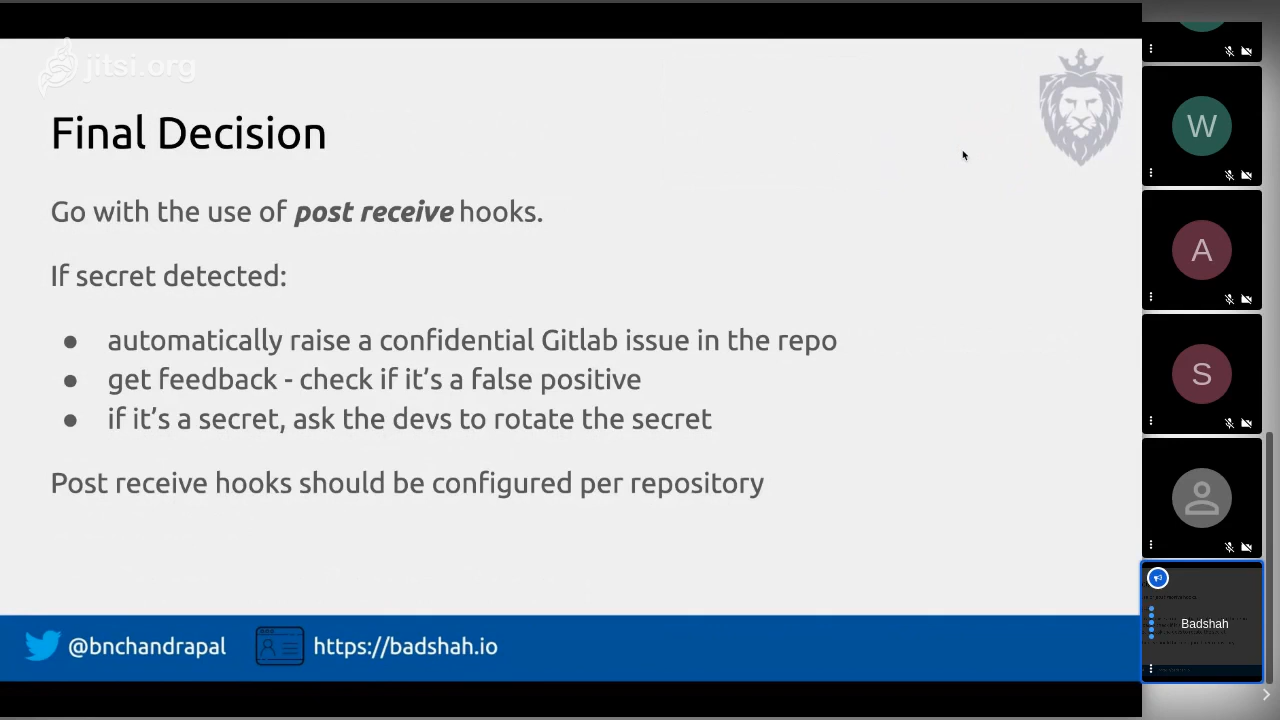 jitsi.org
Final Decision
Go with the use of post receive hooks.
If secret detected:
● automatically raise a confidential Gitlab issue in the repo
● get feedback - check if it's a false positive
● if it's a secret, ask the devs to rotate the secret
Post receive hooks should be configured per repository
@bnchandrapal
https://badshah.io
W
A
S
Badshah